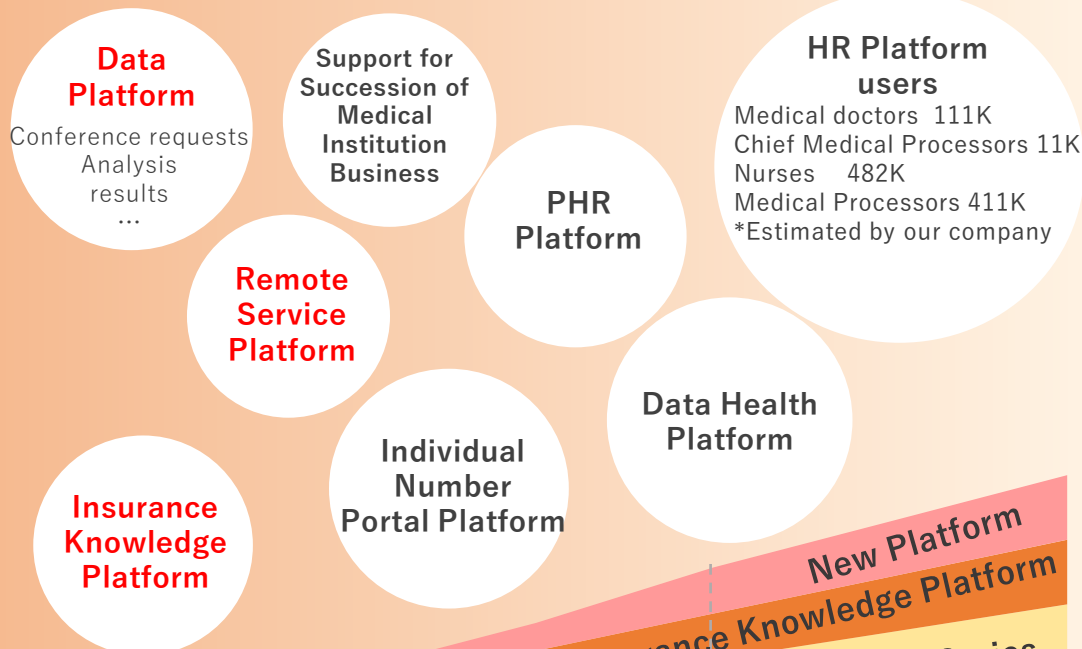 Data
Platform
Conference requests
Analysis
results
...
Support for
Succession of
Medical
Institution
Business
HR Platform
users
Medical doctors 111K
Chief Medical Processors 11K
Nurses 482K
Medical Processors 411K
*Estimated by our company
PHR
Platform
Remote
Service
Platform
Data Health
Platform
Individual
Number
Portal Platform
Insurance
Knowledge
Platform
New Platform
Knowledge Platform